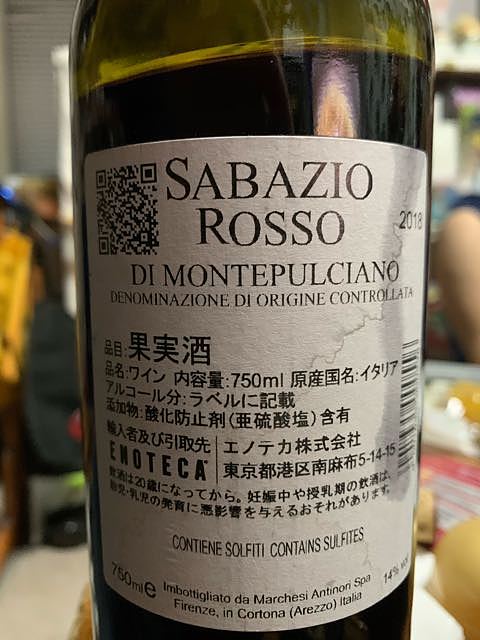 SABAZIO
ROSSO
2018
DI MONTEPULCIANO
DENOMINAZIONE DI ORIGINE CONTROLLATA
品目:果実酒
品名:ワイン 内容量:750ml 原産国名:イタリア
アルコール分:ラベルに記載
添加物:酸化防止剤(亜硫酸塩)含有
輸入者及び引取先 エノテカ株式会社
ENOTECA 東京都港区南麻布5-14-15
飲酒は20歳になってから。妊娠中や授乳期の飲酒は、
胎児・乳児の発育に悪影響を与えるおそれがあります。
CONTIENE SOLFITI CONTAINS SULFITES
750ml e Imbottigliato da Marchesi Antinori Spa 14% vol
Firenze, in Cortona (Arezzo) Italia